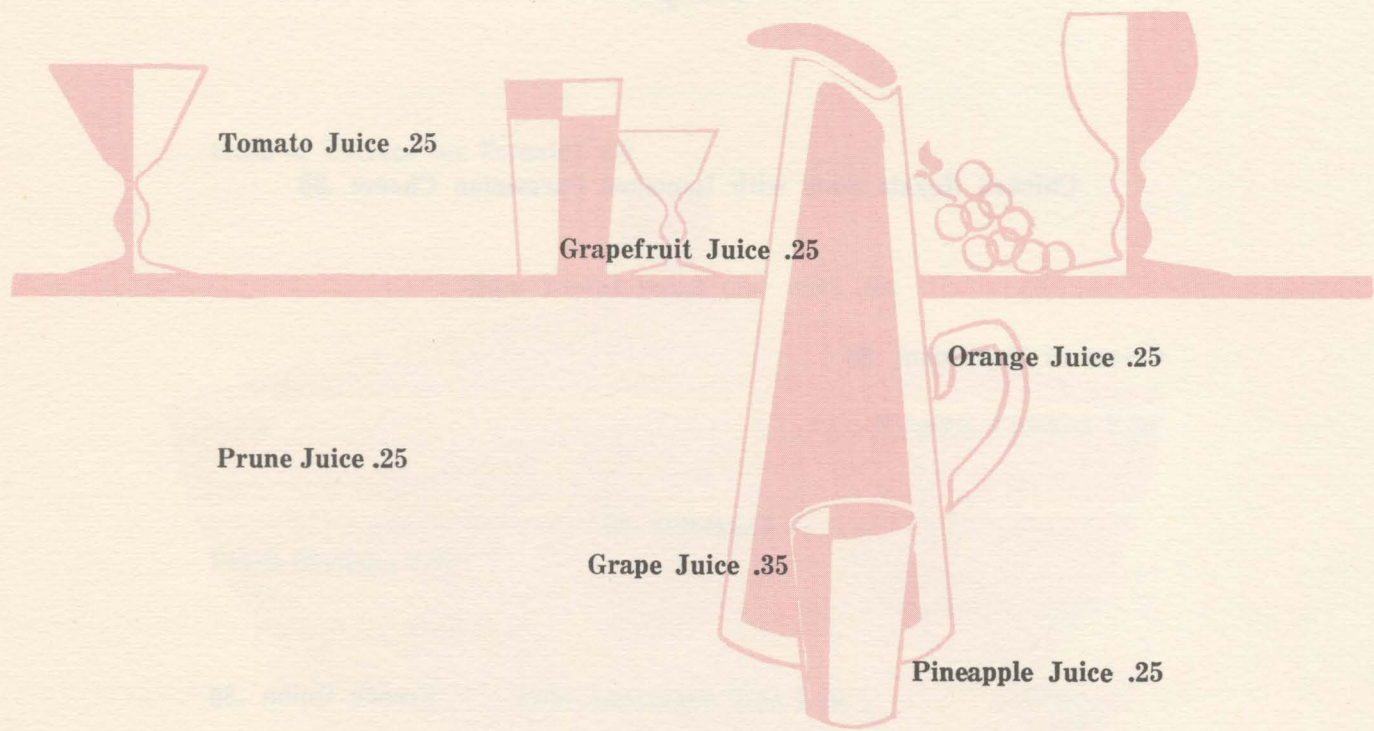 Tomato Juice .25
Grapefruit Juice .25
Orange Juice .25
Prune Juice .25
Grape Juice .35
Pineapple Juice .25